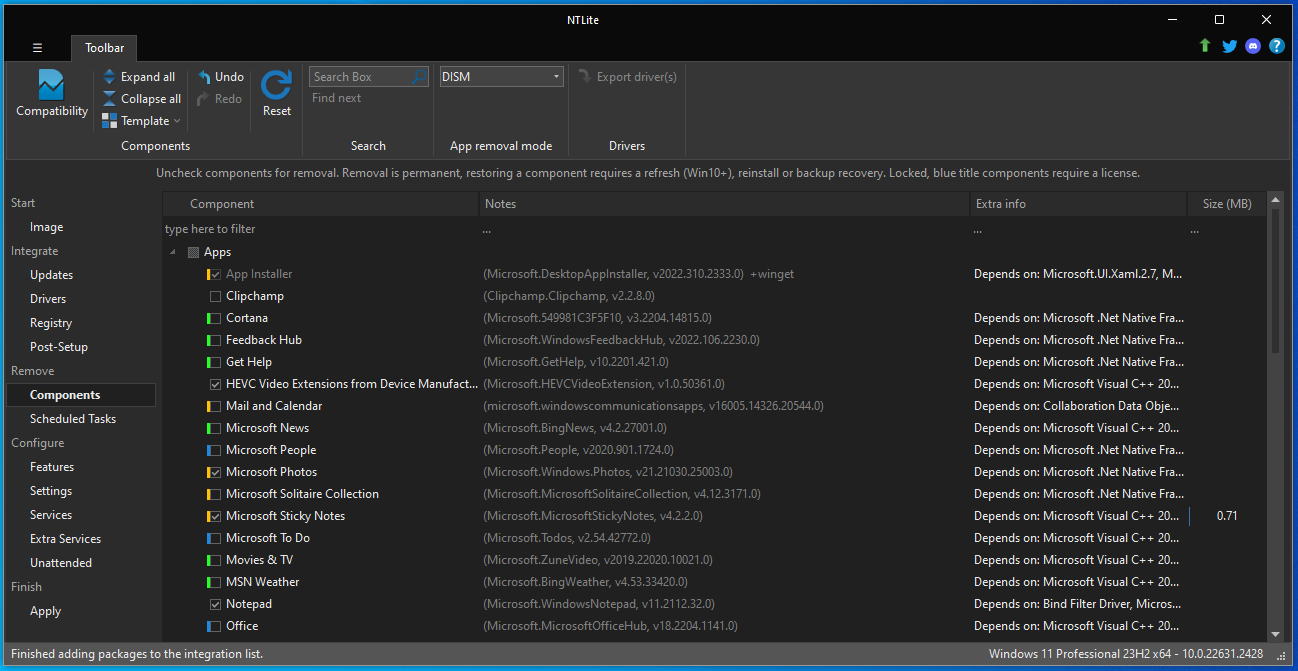 NTLite
Toolbar
Compatibility
Expand all
Collapse all
Template
Components
Undo
Redo
Reset
Search Box
Find next
Search
DISM
App removal mode
Export driver(s)
Drivers
Uncheck components for removal. Removal is permanent, restoring a component requires a refresh (Win10+), reinstall or backup recovery. Locked, blue title components require a license.
Start
Image
Integrate
Updates
Drivers
Registry
Post-Setup
Remove
Components
Scheduled Tasks
Configure
Features
Settings
Services
Extra Services
Unattended
Finish
Apply
Component Notes Extra info Size (MB)
type here to filter ... ... ...
Apps
App Installer (Microsoft.DesktopAppInstaller, v2022.310.2333.0) +winget Depends on: Microsoft.UI.Xaml.2.7, M...
Clipchamp (Clipchamp.Clipchamp, v2.2.8.0)
Cortana (Microsoft.549981C3F5F10, v3.2204.14815.0) Depends on: Microsoft .Net Native Fra...
Feedback Hub (Microsoft.WindowsFeedbackHub, v2022.106.2230.0) Depends on: Microsoft .Net Native Fra...
Get Help (Microsoft.GetHelp, v10.2201.421.0) Depends on: Microsoft .Net Native Fra...
HEVC Video Extensions from Device Manufact... (Microsoft.HEVCVideoExtension, v1.0.50361.0) Depends on: Microsoft Visual C++ 20...
Mail and Calendar (microsoft.windowscommunicationsapps, v16005.14326.20544.0) Depends on: Collaboration Data Obje...
Microsoft News (Microsoft.BingNews, v4.2.27001.0) Depends on: Microsoft Visual C++ 20...
Microsoft People (Microsoft.People, v2020.901.1724.0) Depends on: Microsoft .Net Native Fra...
Microsoft Photos (Microsoft.Windows.Photos, v21.21030.25003.0) Depends on: Microsoft .Net Native Fra...
Microsoft Solitaire Collection (Microsoft.MicrosoftSolitaireCollection, v4.12.3171.0) Depends on: Microsoft .Net Native Fra...
Microsoft Sticky Notes (Microsoft.MicrosoftStickyNotes, v4.2.2.0) Depends on: Microsoft Visual C++ 20... 0.71
Microsoft To Do (Microsoft.Todos, v2.54.42772.0) Depends on: Microsoft Visual C++ 20...
Movies & TV (Microsoft.ZuneVideo, v2019.22020.10021.0) Depends on: Microsoft Visual C++ 20...
MSN Weather (Microsoft.BingWeather, v4.53.33420.0) Depends on: Microsoft Visual C++ 20...
Notepad (Microsoft.WindowsNotepad, v11.2112.32.0) Depends on: Bind Filter Driver, Micros...
Office (Microsoft.MicrosoftOfficeHub, v18.2204.1141.0) Depends on: Microsoft Visual C++ 20...
Finished adding packages to the integration list.
Windows 11 Professional 23H2 x64 - 10.0.22631.2428